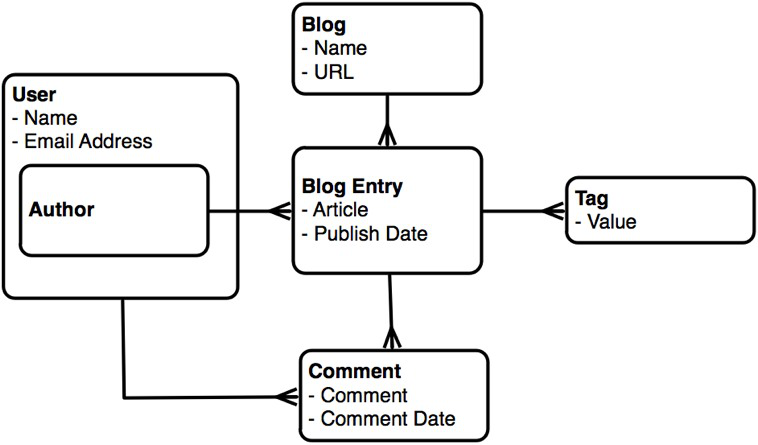 Blog
- Name
- URL
User
- Name
- Email Address
Author
Blog Entry
- Article
- Publish Date
Tag
- Value
Comment
- Comment
- Comment Date